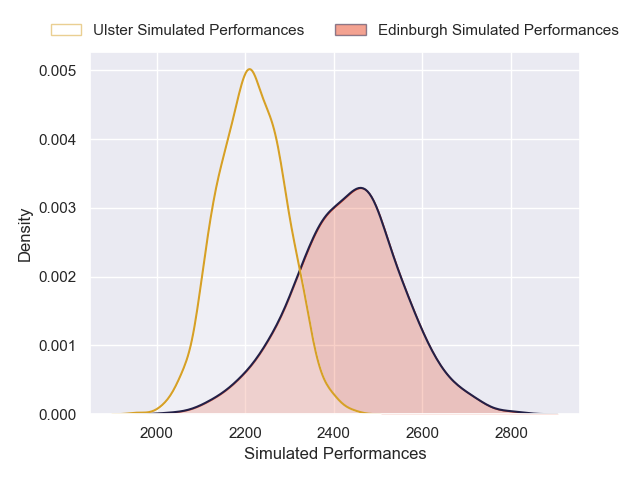 Ulster Simulated Performances Edinburgh Simulated Performances
0.005
0.004
0.003
0.002
0.001
0.000
Density
2000 2200 2400 2600 2800
Simulated Performances